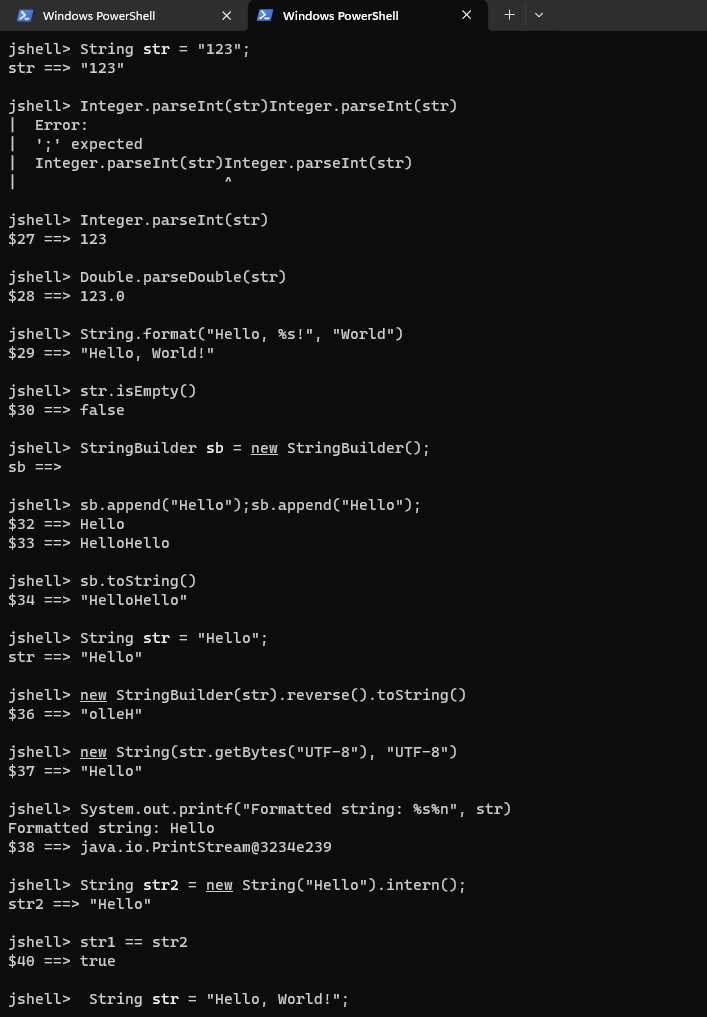 Windows PowerShell
Windows PowerShell
jshell> String str = "123";
str ==> "123"
jshell> Integer.parseInt(str)Integer.parseInt(str)
|  Error:
|  ';' expected
|  Integer.parseInt(str)Integer.parseInt(str)
|                       ^
jshell> Integer.parseInt(str)
$27 ==> 123
jshell> Double.parseDouble(str)
$28 ==> 123.0
jshell> String.format("Hello, %s!", "World")
$29 ==> "Hello, World!"
jshell> str.isEmpty()
$30 ==> false
jshell> StringBuilder sb = new StringBuilder();
sb ==>
jshell> sb.append("Hello");sb.append("Hello");
$32 ==> Hello
$33 ==> HelloHello
jshell> sb.toString()
$34 ==> "HelloHello"
jshell> String str = "Hello";
str ==> "Hello"
jshell> new StringBuilder(str).reverse().toString()
$36 ==> "olleH"
jshell> new String(str.getBytes("UTF-8"), "UTF-8")
$37 ==> "Hello"
jshell> System.out.printf("Formatted string: %s%n", str)
Formatted string: Hello
$38 ==> java.io.PrintStream@3234e239
jshell> String str2 = new String("Hello").intern();
str2 ==> "Hello"
jshell> str1 == str2
$40 ==> true
jshell>  String str = "Hello, World!";